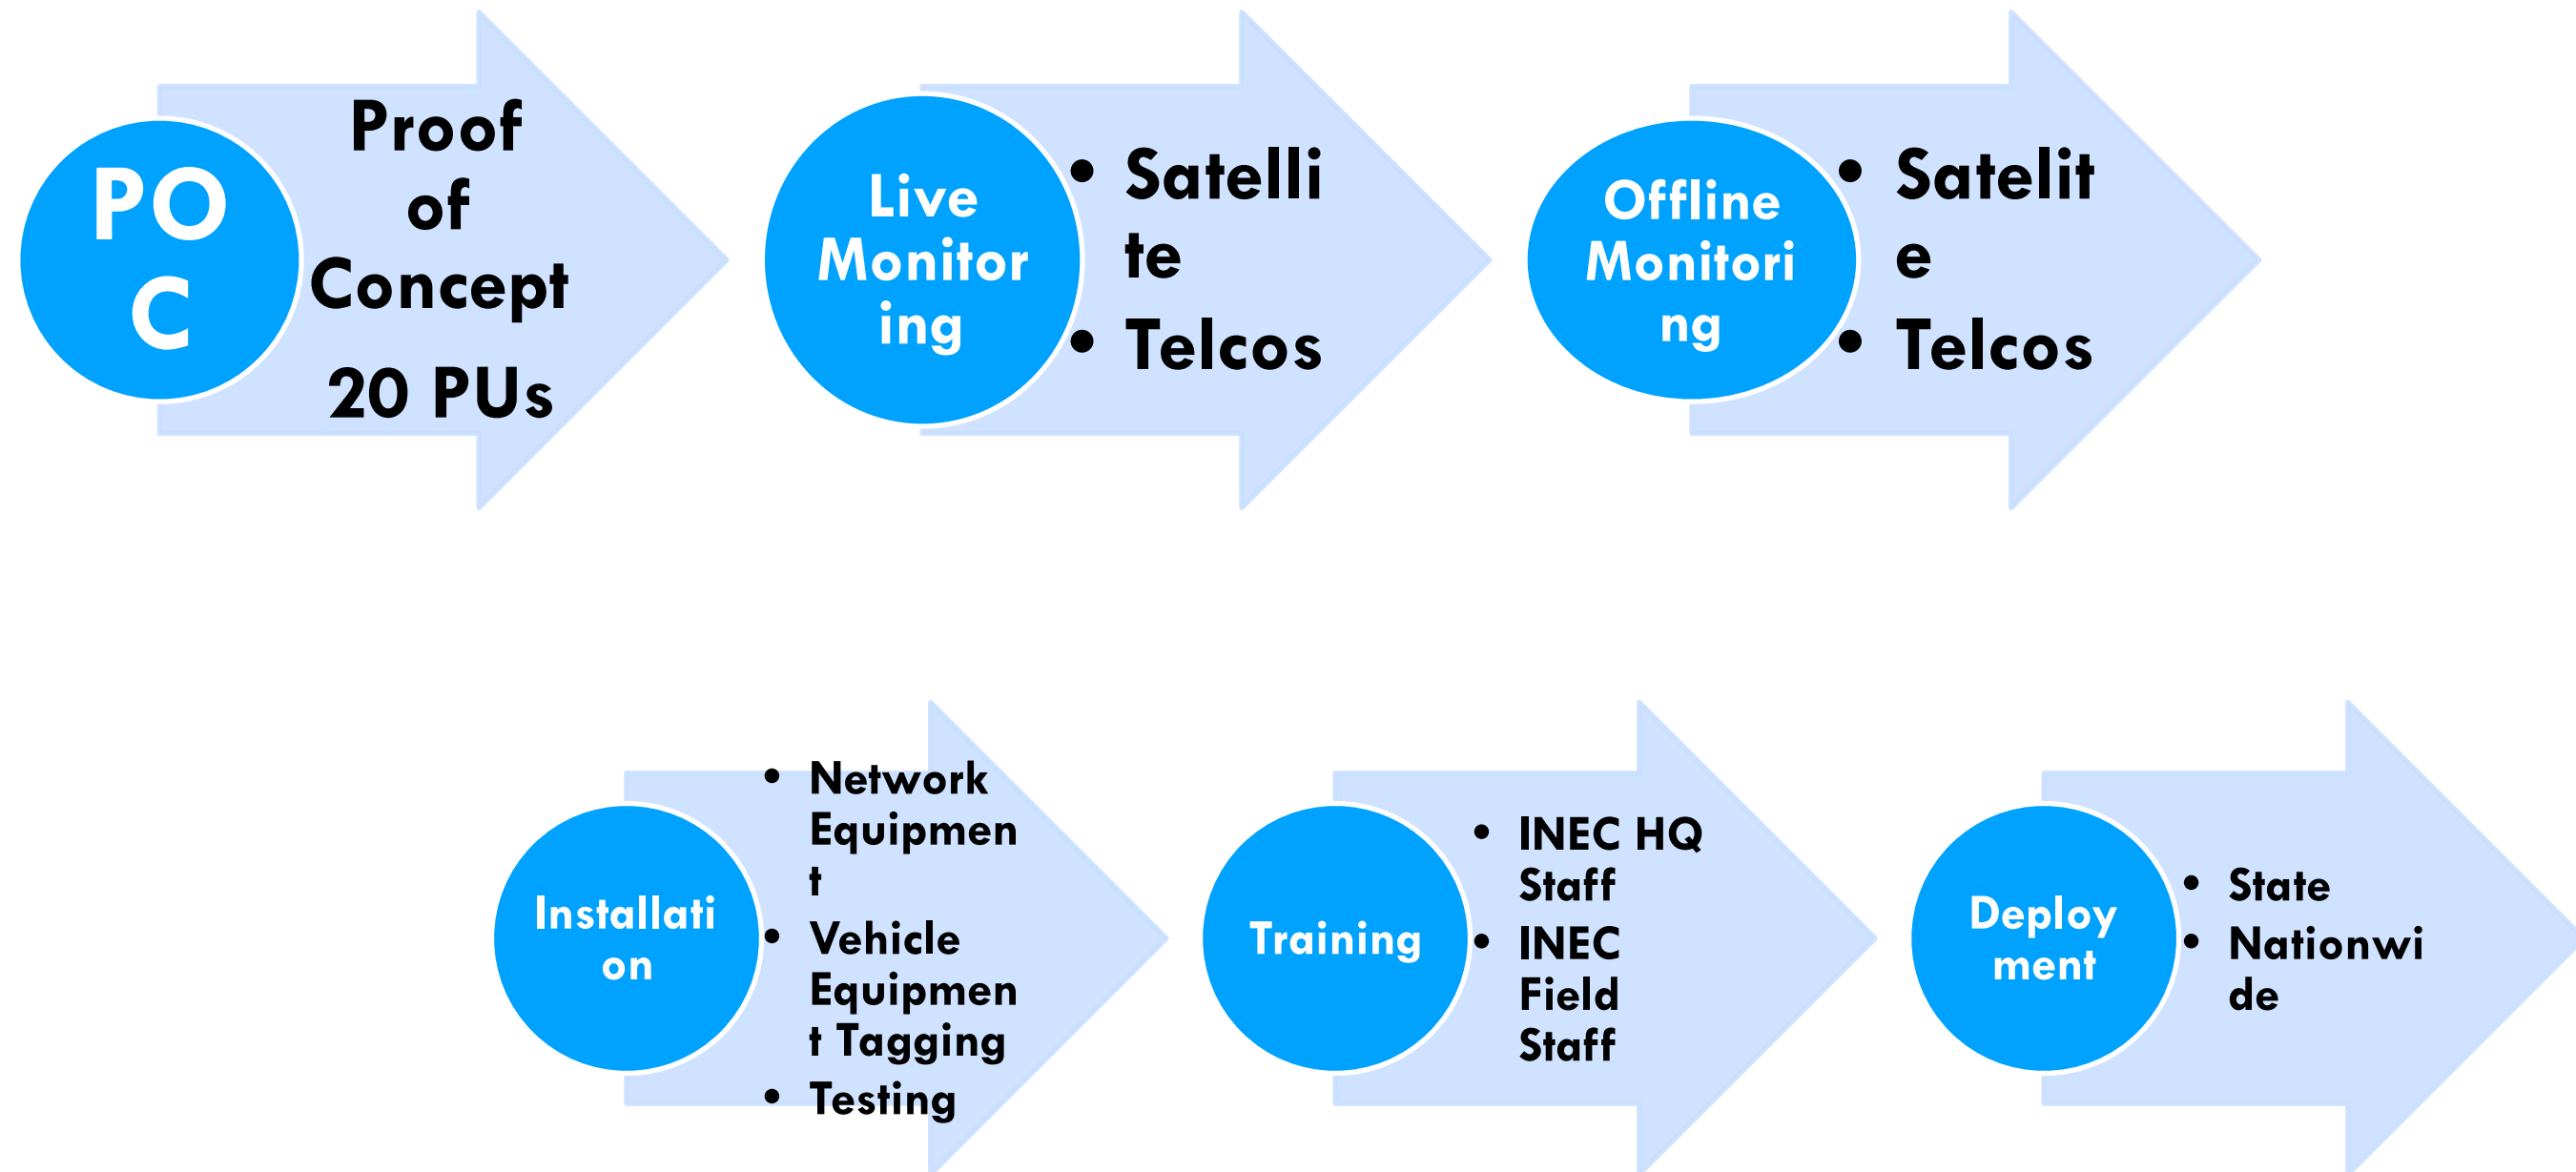 PO
C
Proof
of
Concept
20 PUs
Live
Monitor
ing
• Satelli
te
• Telcos
Offline
Monitori
ng
• Satelit
e
• Telcos
Installati
on
• Network
Equipmen
t
• Vehicle
Equipmen
t Tagging
• Testing
Training
• INEC HQ
Staff
• INEC
Field
Staff
Deploy
ment
• State
• Nationwi
de